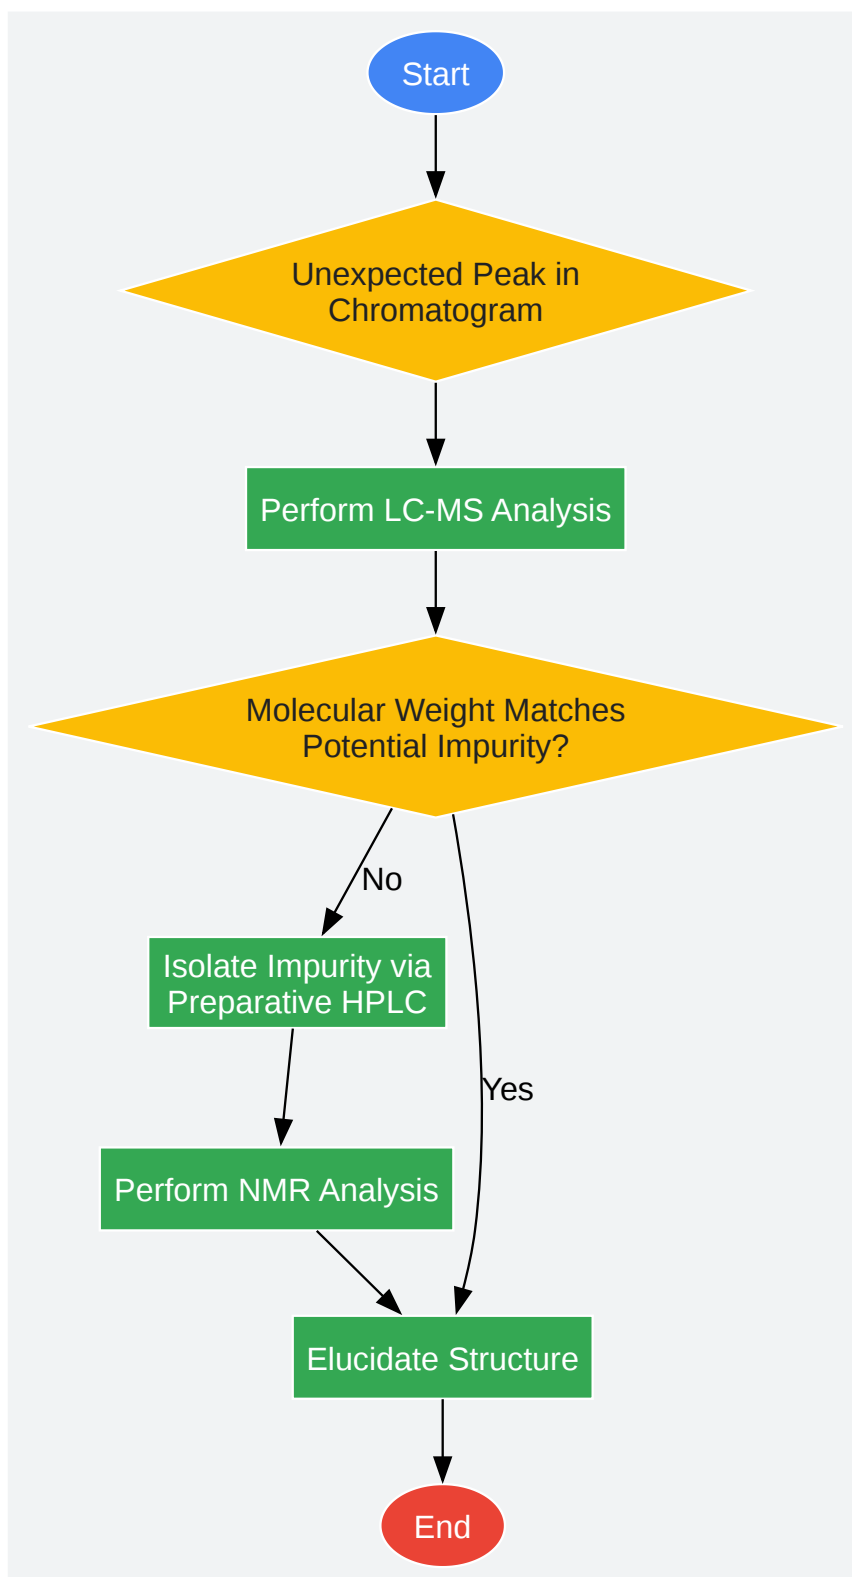 Start
Unexpected Peak in
Chromatogram
Perform LC-MS Analysis
Molecular Weight Matches
Potential Impurity?
No
Isolate Impurity via
Preparative HPLC
Yes
Perform NMR Analysis
Elucidate Structure
End